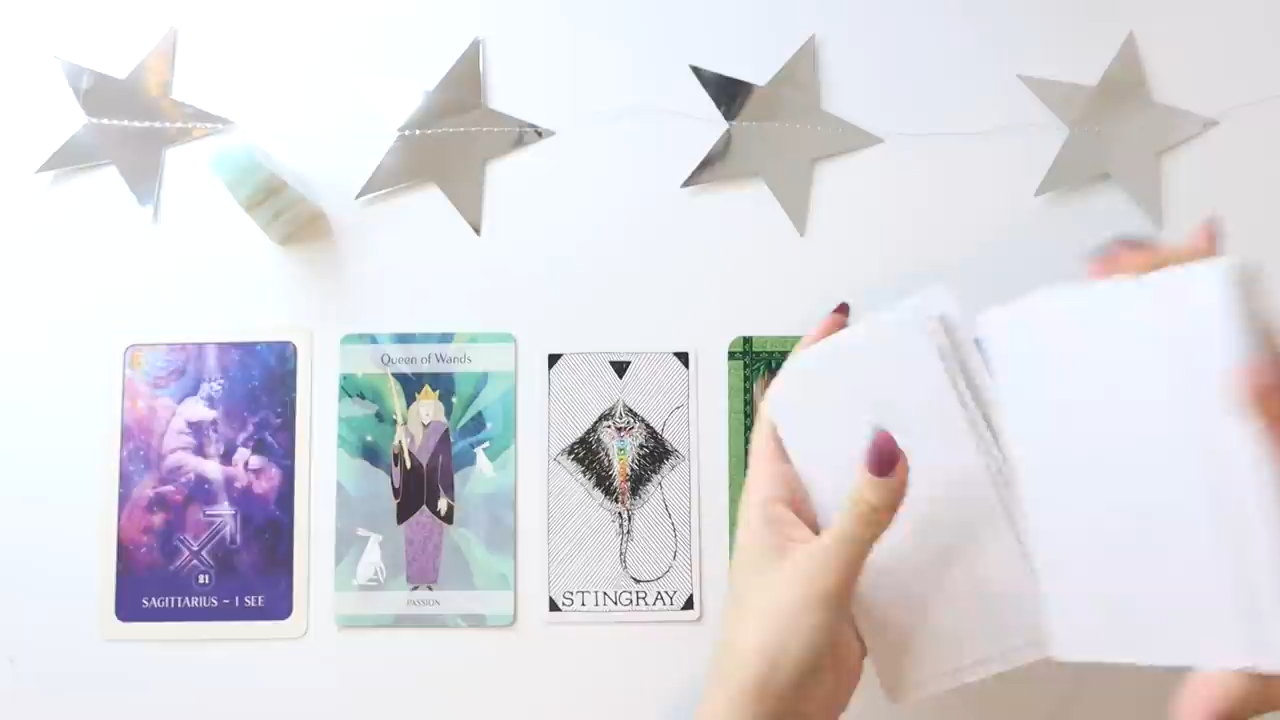 21
SAGITTARIUS - I SEE
Queen of Wands
PASSION
STINGRAY